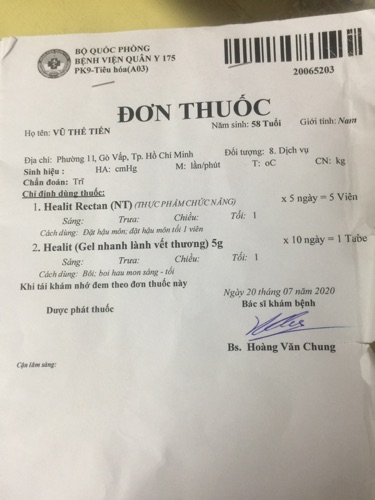 BỘ QUỐC PHÒNG
BỆNH VIỆN QUÂN Y 175
PK9-Tiêu hóa(A03)
20065203
ĐƠN THUỐC
Họ tên: VŨ THẾ TIẾN Năm sinh: 58 Tuổi Giới tính: Nam
Địa chỉ: Phường 11, Gò Vấp, Tp. Hồ Chí Minh Đối tượng: 8. Dịch vụ
Sinh hiệu : HA: cmHg M: lần/phút T: oC CN: kg
Chẩn đoán: Trĩ
Chỉ định dùng thuốc:
1. Healit Rectan (NT) (THỰC PHẨM CHỨC NĂNG) x 5 ngày = 5 Viên
Sáng: Trưa: Chiều: Tối: 1
Cách dùng: Đặt hậu môn; đặt hậu môn tối 1 viên
2. Healit (Gel nhanh lành vết thương) 5g x 10 ngày = 1 Tube
Sáng: Trưa: Chiều: Tối: 1
Cách dùng: Bôi: boi hau mon sáng - tối
Khi tái khám nhớ đem theo đơn thuốc này
Ngày 20 tháng 07 năm 2020
Dược phát thuốc Bác sĩ khám bệnh
Bs. Hoàng Văn Chung
Cận lâm sàng: